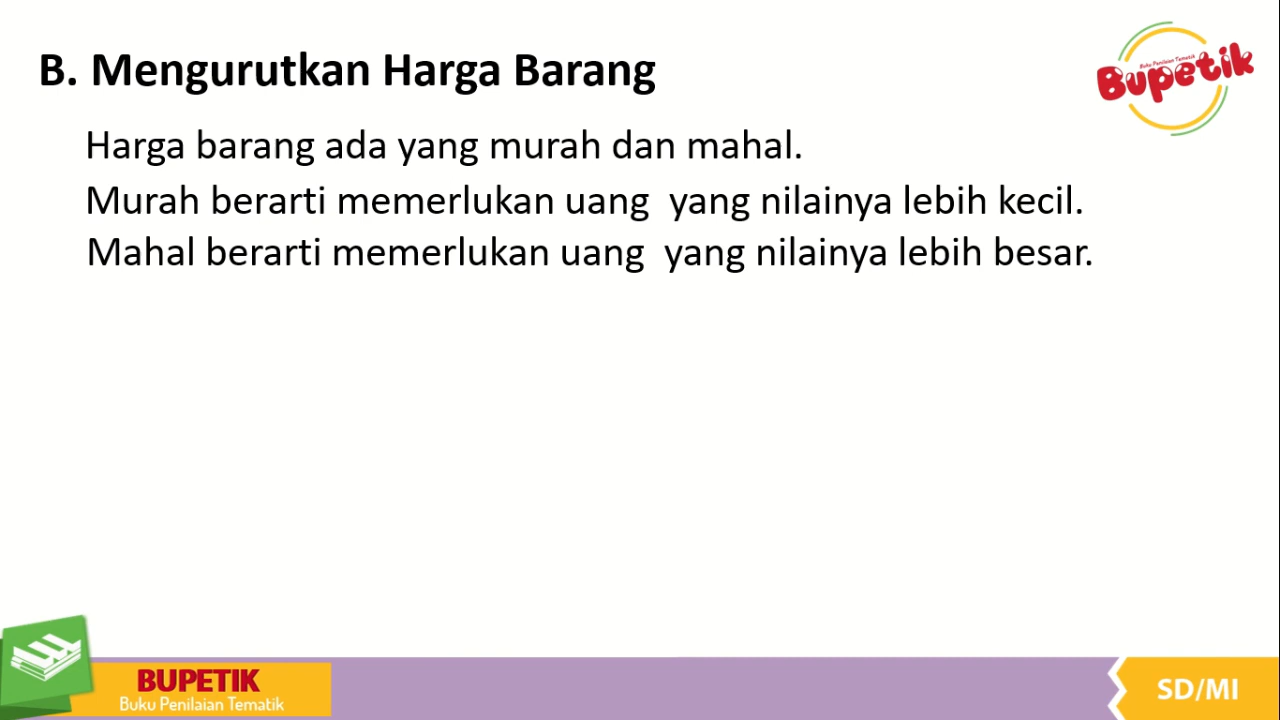 B. Mengurutkan Harga Barang
Buku Penilaian Tematik
Bupetik
Harga barang ada yang murah dan mahal.
Murah berarti memerlukan uang  yang nilainya lebih kecil.
Mahal berarti memerlukan uang  yang nilainya lebih besar.
BUPETIK
Buku Penilaian Tematik
SD/MI